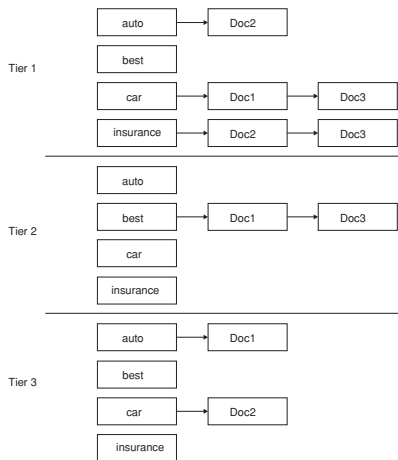 auto Doc2
Tier 1
best
car Doc1 Doc3
insurance Doc2 Doc3
auto
best Doc1 Doc3
Tier 2
car
insurance
auto Doc1
best
Tier 3
car Doc2
insurance